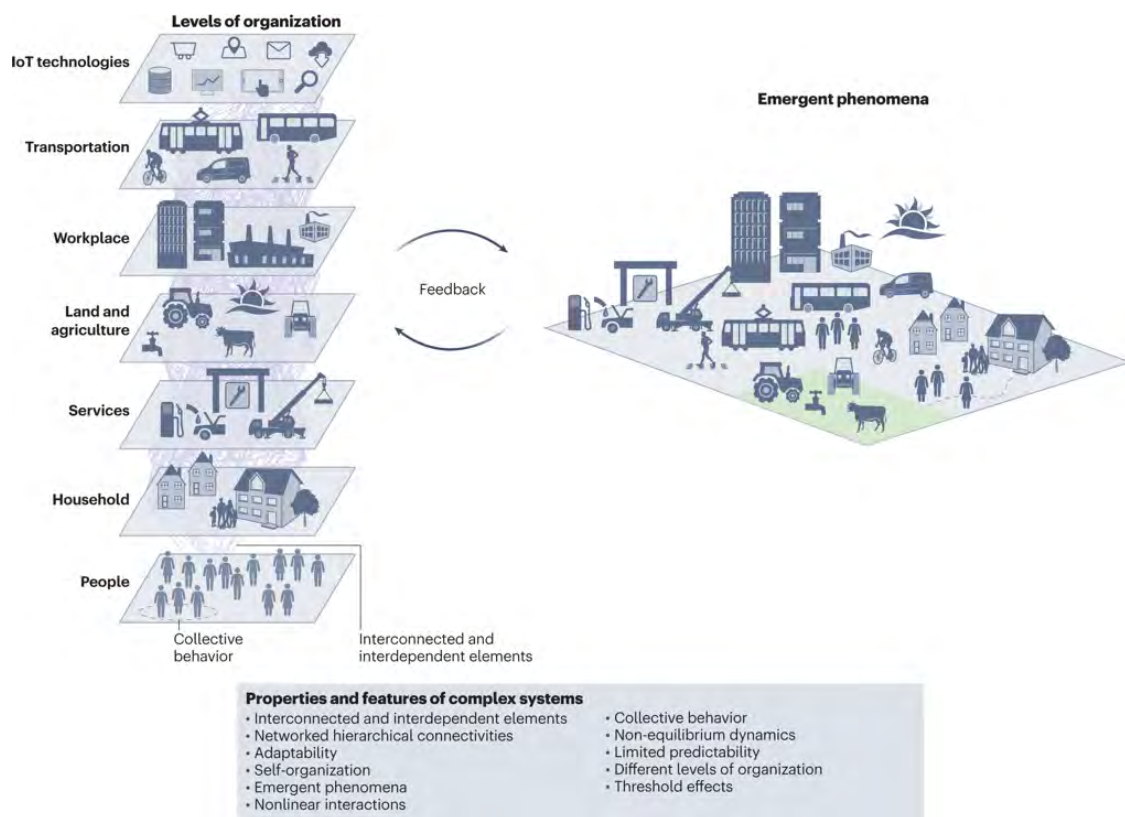 Levels of organization
IoT technologies
Transportation
Workplace
Land and
agriculture
Services
Household
People
Collective
behavior
Interconnected and
interdependent elements
Feedback
Emergent phenomena
Properties and features of complex systems
• Interconnected and interdependent elements
• Networked hierarchical connectivities
• Adaptability
• Self-organization
• Emergent phenomena
• Nonlinear interactions
• Collective behavior
• Non-equilibrium dynamics
• Limited predictability
• Different levels of organization
• Threshold effects